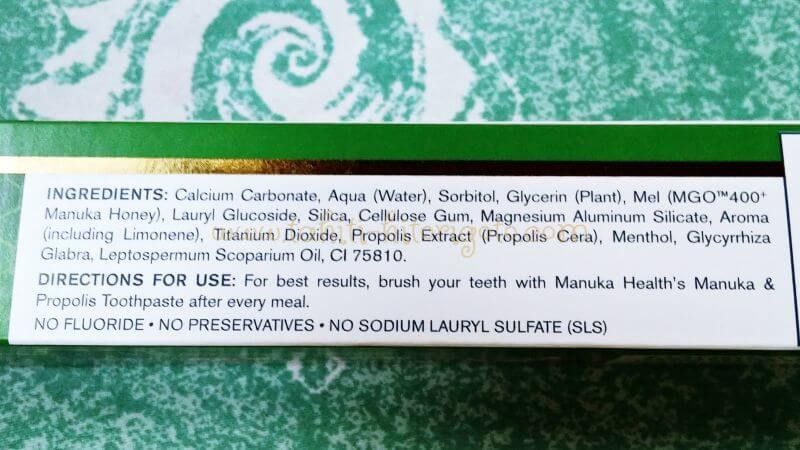 INGREDIENTS: Calcium Carbonate, Aqua (Water), Sorbitol, Glycerin (Plant), Mel (MGO™400+
Manuka Honey), Lauryl Glucoside, Silica, Cellulose Gum, Magnesium Aluminum Silicate, Aroma
(including Limonene), Titanium Dioxide, Propolis Extract (Propolis Cera), Menthol, Glycyrrhiza
Glabra, Leptospermum Scoparium Oil, CI 75810.
DIRECTIONS FOR USE: For best results, brush your teeth with Manuka Health's Manuka &
Propolis Toothpaste after every meal.
NO FLUORIDE • NO PRESERVATIVES • NO SODIUM LAURYL SULFATE (SLS)